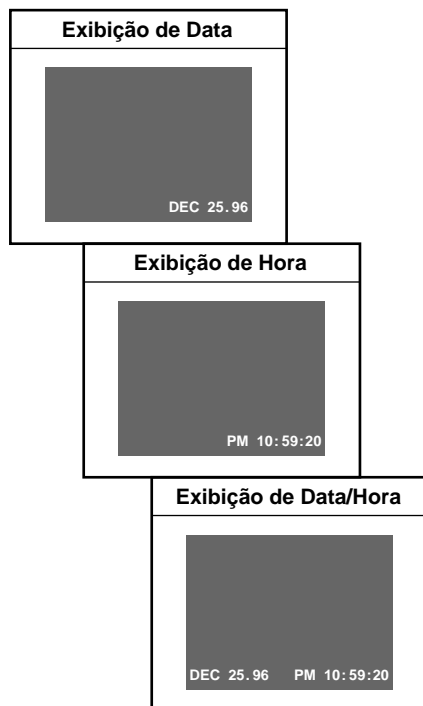 Exibição de Data
DEC 25.96
Exibição de Hora
PM 10:59:20
Exibição de Data/Hora
DEC 25.96 PM 10:59:20